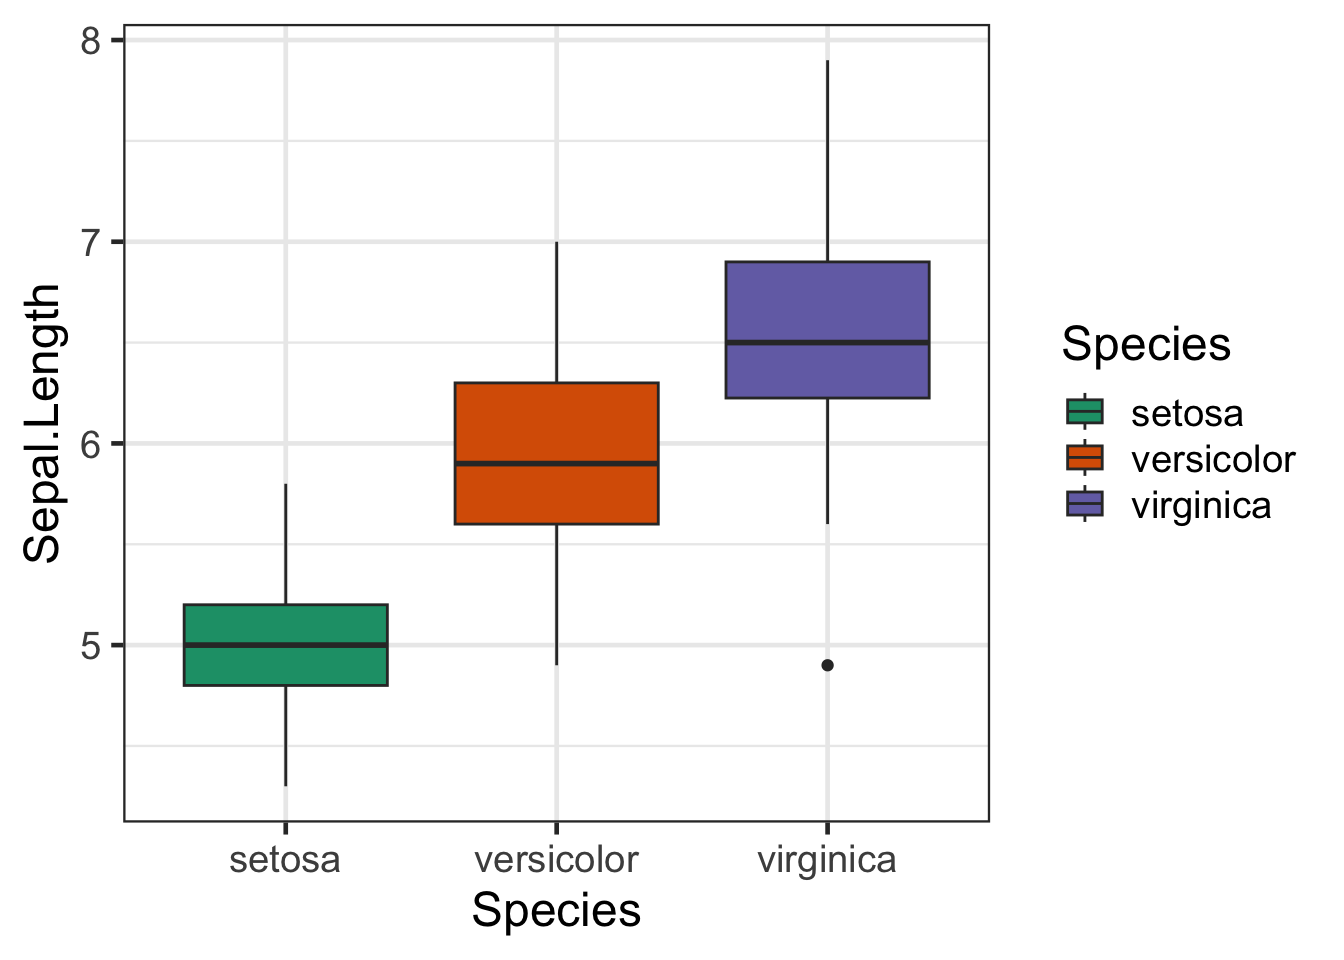 Sepal.Length
8
7
6
5
setosa versicolor virginica
Species
Species
setosa
versicolor
virginica